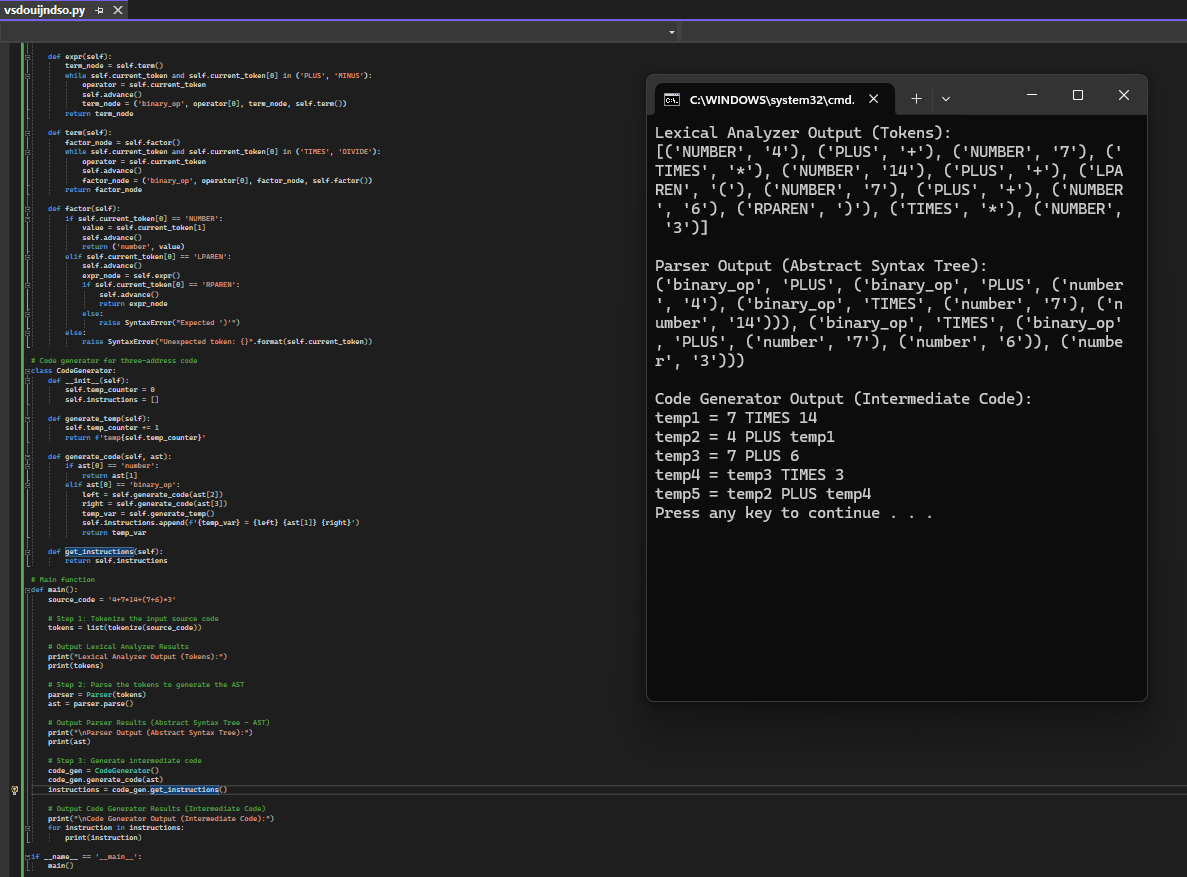 vsdouijndso.py
def expr(self):
term_node = self.term()
while self.current_token and self.current_token[0] in ('PLUS', 'MINUS'):
operator = self.current_token
self.advance()
term_node = ('binary_op', operator[0], term_node, self.term())
return term_node
def term(self):
factor_node = self.factor()
while self.current_token and self.current_token[0] in ('TIMES', 'DIVIDE'):
operator = self.current_token
self.advance()
factor_node = ('binary_op', operator[0], factor_node, self.factor())
return factor_node
def factor(self):
if self.current_token[0] == 'NUMBER':
value = self.current_token[1]
self.advance()
return ('number', value)
elif self.current_token[0] == 'LPAREN':
self.advance()
expr_node = self.expr()
if self.current_token[0] == 'RPAREN':
self.advance()
return expr_node
else:
raise SyntaxError("Expected ')'")
else:
raise SyntaxError("Unexpected token: {}".format(self.current_token))
# Code generator for three-address code
class CodeGenerator:
def __init__(self):
self.temp_counter = 0
self.instructions = []
def generate_temp(self):
self.temp_counter += 1
return f'temp{self.temp_counter}'
def generate_code(self, ast):
if ast[0] == 'number':
return ast[1]
elif ast[0] == 'binary_op':
left = self.generate_code(ast[2])
right = self.generate_code(ast[3])
temp_var = self.generate_temp()
self.instructions.append(f'{temp_var} = {left} {ast[1]} {right}')
return temp_var
def get_instructions(self):
return self.instructions
# Main function
def main():
source_code = '4+7*14+(7+6)*3'
# Step 1: Tokenize the input source code
tokens = list(tokenize(source_code))
# Output Lexical Analyzer Results
print("Lexical Analyzer Output (Tokens):")
print(tokens)
# Step 2: Parse the tokens to generate the AST
parser = Parser(tokens)
ast = parser.parse()
# Output Parser Results (Abstract Syntax Tree - AST)
print("\nParser Output (Abstract Syntax Tree):")
print(ast)
# Step 3: Generate intermediate code
code_gen = CodeGenerator()
code_gen.generate_code(ast)
instructions = code_gen.get_instructions()
# Output Code Generator Results (Intermediate Code)
print("\nCode Generator Output (Intermediate Code):")
for instruction in instructions:
print(instruction)
if __name__ == '__main__':
main()
C:\WINDOWS\system32\cmd.
Lexical Analyzer Output (Tokens):
[('NUMBER', '4'), ('PLUS', '+'), ('NUMBER', '7'), ('
TIMES', '*'), ('NUMBER', '14'), ('PLUS', '+'), ('LPA
REN', '('), ('NUMBER', '7'), ('PLUS', '+'), ('NUMBER
', '6'), ('RPAREN', ')'), ('TIMES', '*'), ('NUMBER',
'3')]
Parser Output (Abstract Syntax Tree):
('binary_op', 'PLUS', ('binary_op', 'PLUS', ('number
', '4'), ('binary_op', 'TIMES', ('number', '7'), ('n
umber', '14'))), ('binary_op', 'TIMES', ('binary_op'
, 'PLUS', ('number', '7'), ('number', '6')), ('numbe
r', '3')))
Code Generator Output (Intermediate Code):
temp1 = 7 TIMES 14
temp2 = 4 PLUS temp1
temp3 = 7 PLUS 6
temp4 = temp3 TIMES 3
temp5 = temp2 PLUS temp4
Press any key to continue . . .